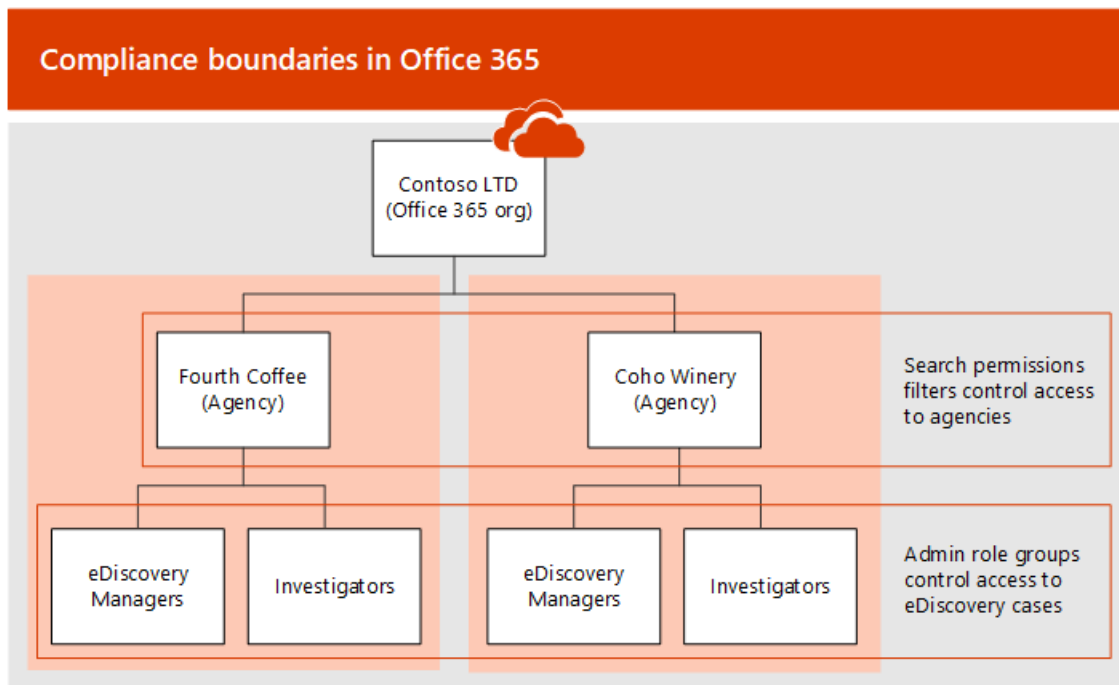 Compliance boundaries in Office 365
Contoso LTD
(Office 365 org)
Fourth Coffee
(Agency)
Coho Winery
(Agency)
Search permissions
filters control access
to agencies
eDiscovery
Managers
Investigators
eDiscovery
Managers
Investigators
Admin role groups
control access to
eDiscovery cases